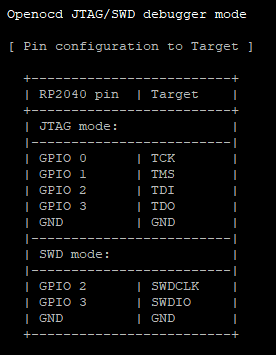 Openocd JTAG/SWD debugger mode
[ Pin configuration to Target ]
+--------------------------+
| RP2040 pin  | Target     |
+--------------------------+
| JTAG mode:               |
|--------------------------|
| GPIO 0      | TCK        |
| GPIO 1      | TMS        |
| GPIO 2      | TDI        |
| GPIO 3      | TDO        |
| GND         | GND        |
|--------------------------|
| SWD mode:                |
|--------------------------|
| GPIO 2      | SWDCLK     |
| GPIO 3      | SWDIO      |
| GND         | GND        |
+--------------------------+